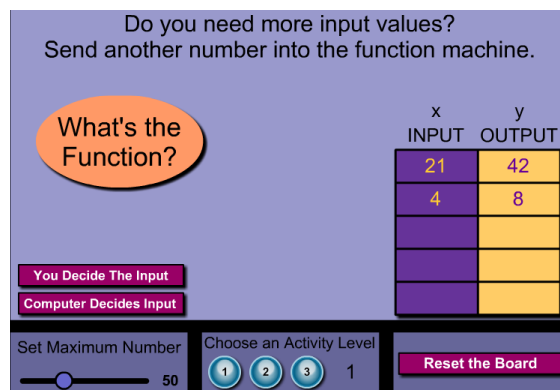 Do you need more input values?
Send another number into the function machine.
What's the
Function?
x y
INPUT OUTPUT
21 42
4 8
You Decide The Input
Computer Decides Input
Set Maximum Number
50
Choose an Activity Level
1 2 3 1
Reset the Board